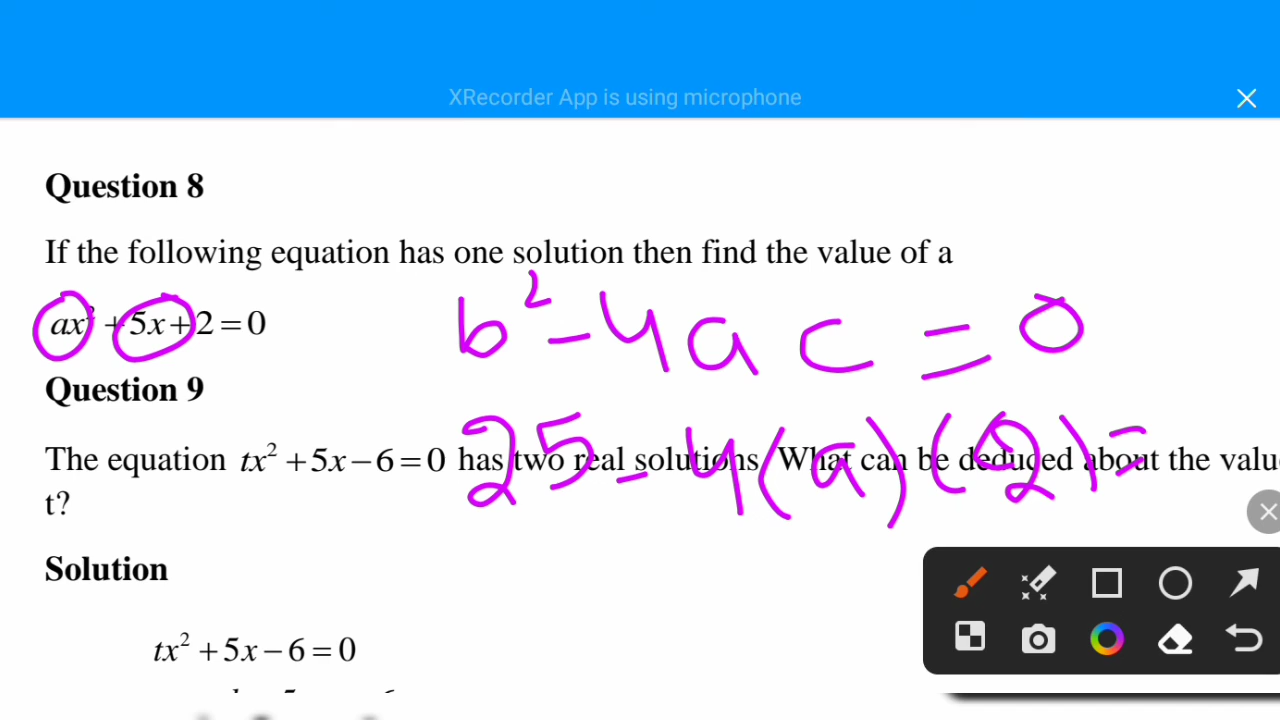 XRecorder App is using microphone
Question 8
If the following equation has one solution then find the value of a
ax² + 5x + 2 = 0
b² - 4ac = 0
Question 9
25 - 4(a)(2) =
The equation tx² + 5x − 6 = 0 has two real solutions. What can be deduced about the valu
t?
Solution
tx² + 5x − 6 = 0